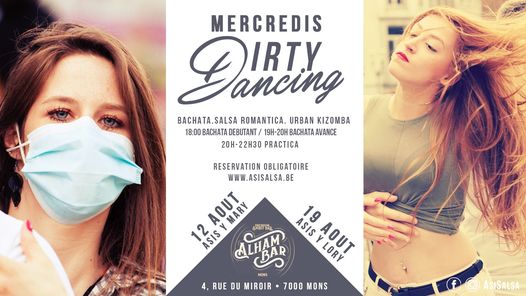 MERCREDIS
DIRTY
Dancing
BACHATA.SALSA ROMANTICA. URBAN KIZOMBA
18:00 BACHATA DEBUTANT / 19H-20H BACHATA AVANCE
20H-22H30 PRACTICA
RESERVATION OBLIGATOIRE
WWW.ASISALSA.BE
12 AOUT
ASIS Y MARY
19 AOUT
ASIS Y LORY
ALHAM
BAR
MONS
4, RUE DU MIROIR • 7000 MONS
ASISALSA